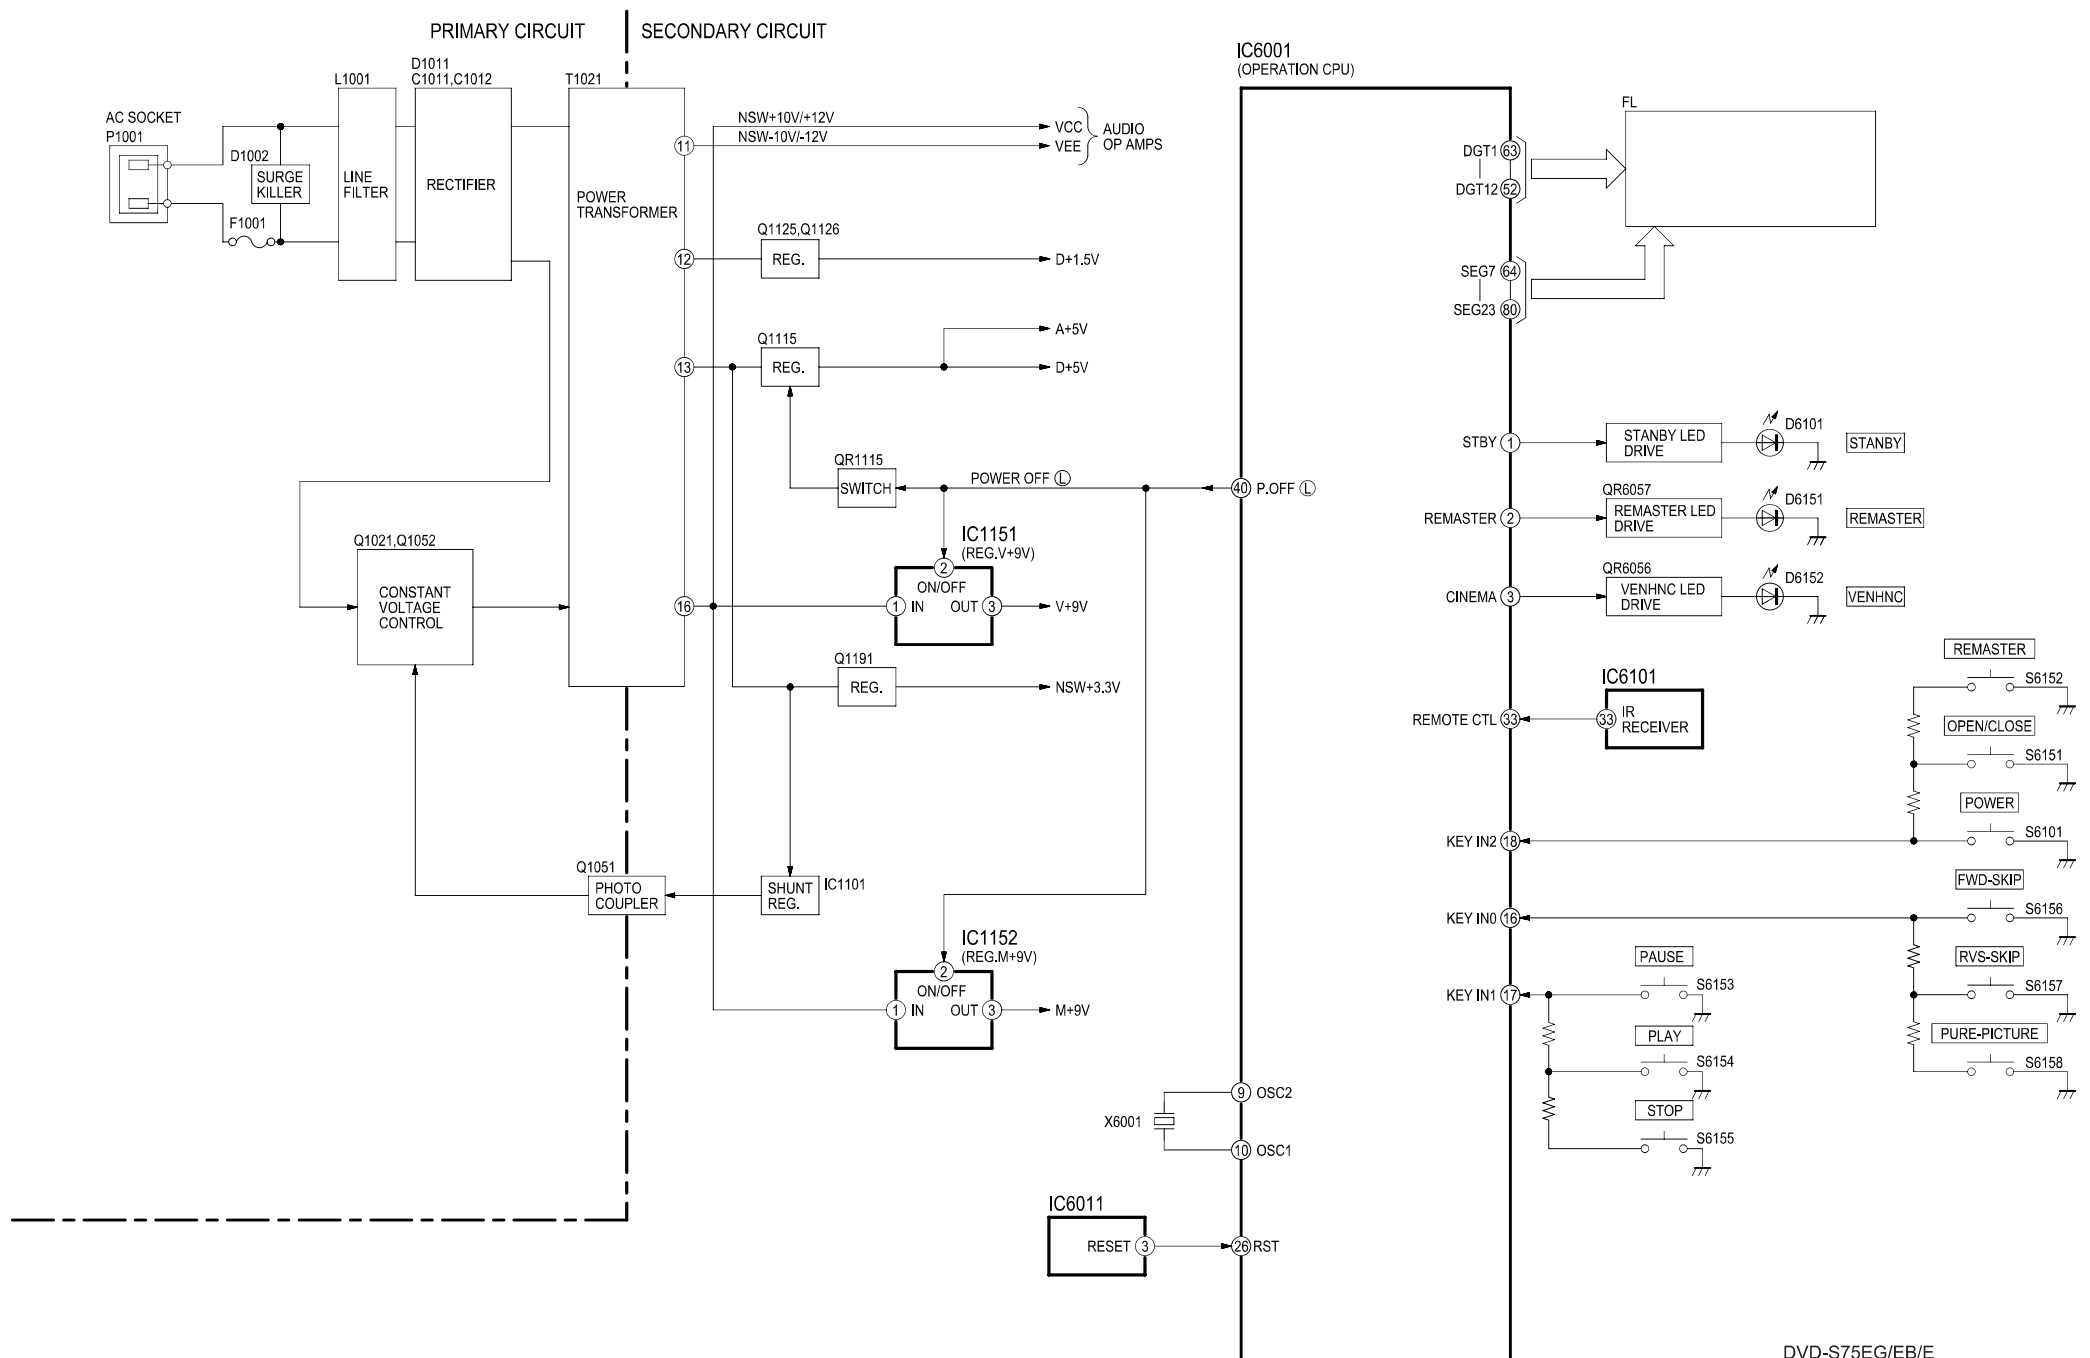 PRIMARY CIRCUIT
SECONDARY CIRCUIT
AC SOCKET
P1001
D1002
SURGE
KILLER
F1001
L1001
LINE
FILTER
D1011
C1011,C1012
RECTIFIER
T1021
POWER
TRANSFORMER
11
12
13
16
NSW+10V/+12V
NSW-10V/-12V
VCC
VEE
AUDIO
OP AMPS
Q1125,Q1126
REG.
D+1.5V
A+5V
Q1115
REG.
D+5V
QR1115
SWITCH
POWER OFF Ⓛ
IC1151
(REG.V+9V)
2
ON/OFF
1 IN
OUT 3
V+9V
Q1191
REG.
NSW+3.3V
Q1021,Q1052
CONSTANT
VOLTAGE
CONTROL
Q1051
PHOTO
COUPLER
SHUNT
REG.
IC1101
IC1152
(REG.M+9V)
2
ON/OFF
1 IN
OUT 3
M+9V
X6001
IC6011
RESET 3
IC6001
(OPERATION CPU)
40 P.OFF Ⓛ
9 OSC2
10 OSC1
26 RST
DGT1 63
DGT12 52
SEG7 64
SEG23 80
FL
STBY 1
STANBY LED
DRIVE
D6101
STANBY
REMASTER 2
QR6057
REMASTER LED
DRIVE
D6151
REMASTER
CINEMA 3
QR6056
VENHNC LED
DRIVE
D6152
VENHNC
REMOTE CTL 33
IC6101
33 IR
RECEIVER
REMASTER
S6152
OPEN/CLOSE
S6151
POWER
S6101
KEY IN2 18
FWD-SKIP
S6156
KEY IN0 16
RVS-SKIP
S6157
PURE-PICTURE
S6158
KEY IN1 17
PAUSE
S6153
PLAY
S6154
STOP
S6155
DVD-S75EG/EB/E